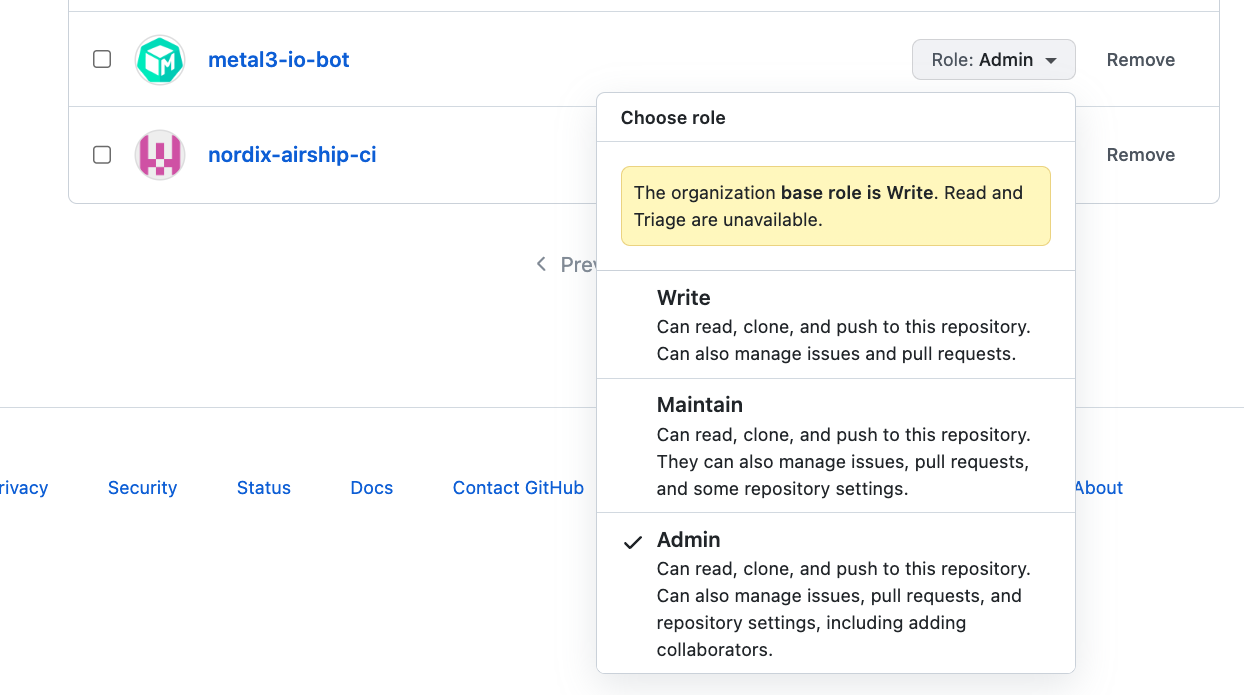 metal3-io-bot
Role: Admin
Remove
nordix-airship-ci
Remove
Choose role
The organization base role is Write. Read and
Triage are unavailable.
Write
Can read, clone, and push to this repository.
Can also manage issues and pull requests.
Maintain
Can read, clone, and push to this repository.
They can also manage issues, pull requests,
and some repository settings.
Admin
Can read, clone, and push to this repository.
Can also manage issues, pull requests, and
repository settings, including adding
collaborators.
Security Status Docs Contact GitHub About